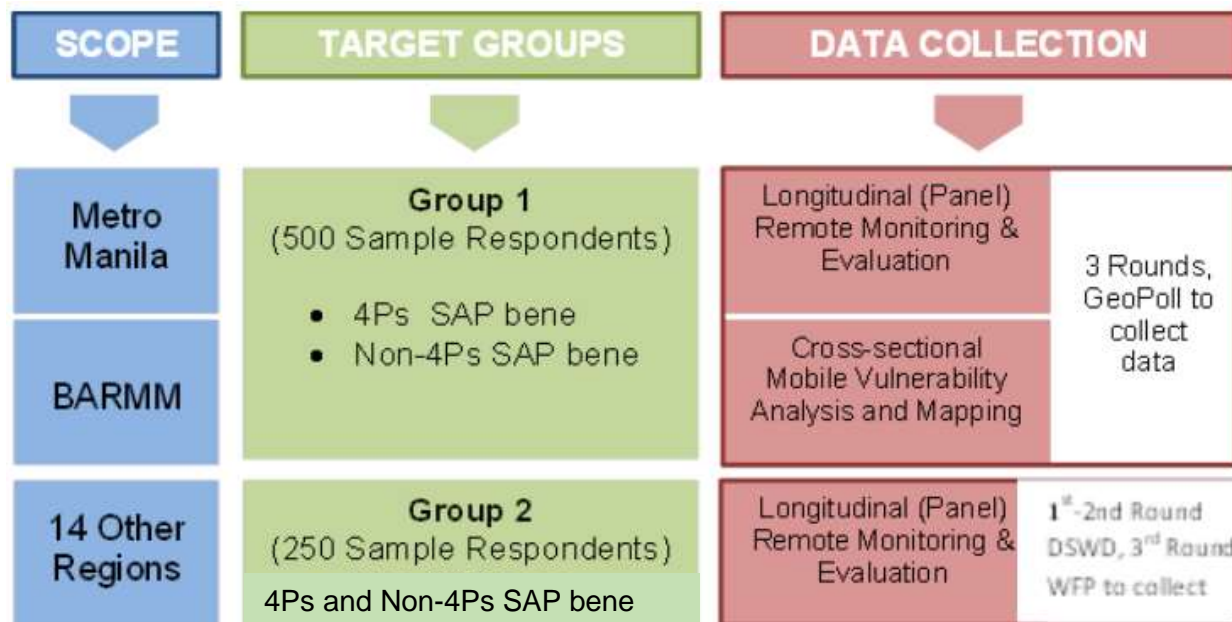 SCOPE
TARGET GROUPS
DATA COLLECTION
Metro
Manila
BARMM
Group 1
(500 Sample Respondents)
• 4Ps SAP bene
• Non-4Ps SAP bene
Longitudinal (Panel)
Remote Monitoring &
Evaluation
Cross-sectional
Mobile Vulnerability
Analysis and Mapping
3 Rounds,
GeoPoll to
collect
data
14 Other
Regions
Group 2
(250 Sample Respondents)
4Ps and Non-4Ps SAP bene
Longitudinal (Panel)
Remote Monitoring &
Evaluation
1st-2nd Round
DSWD, 3rd Round
WFP to collect